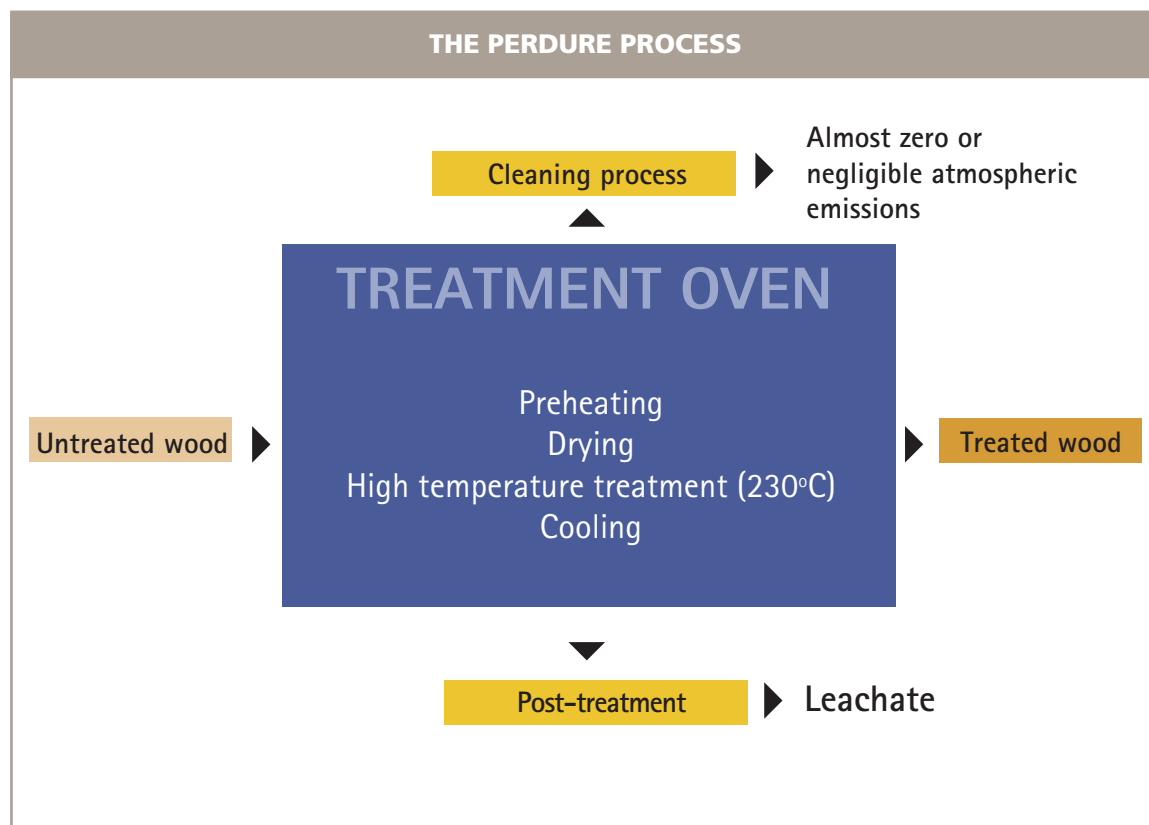 THE PERDURE PROCESS
Cleaning process
Almost zero or
negligible atmospheric
emissions
TREATMENT OVEN
Preheating
Drying
High temperature treatment (230°C)
Cooling
Untreated wood
Treated wood
Post-treatment
Leachate